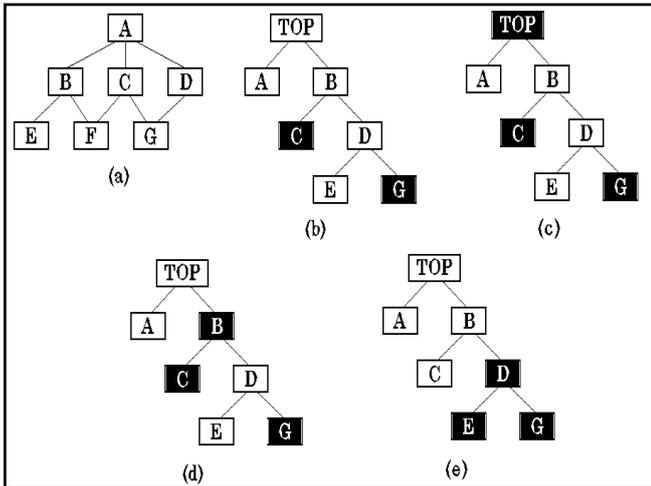 A
B C D
E F G
(a)
TOP
A B
C D
E G
(b)
TOP
A B
C D
E G
(c)
TOP
A B
C D
E G
(d)
TOP
A B
C D
E G
(e)